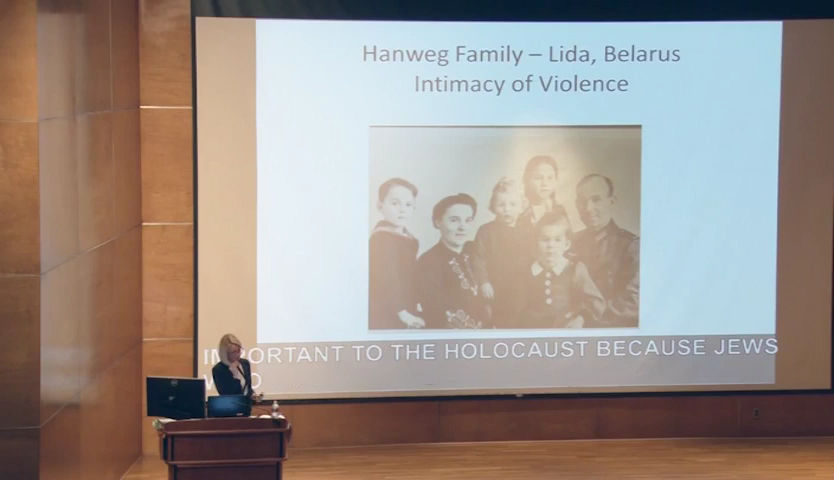 Hanweg Family – Lida, Belarus
Intimacy of Violence
IMPORTANT TO THE HOLOCAUST BECAUSE JEWS